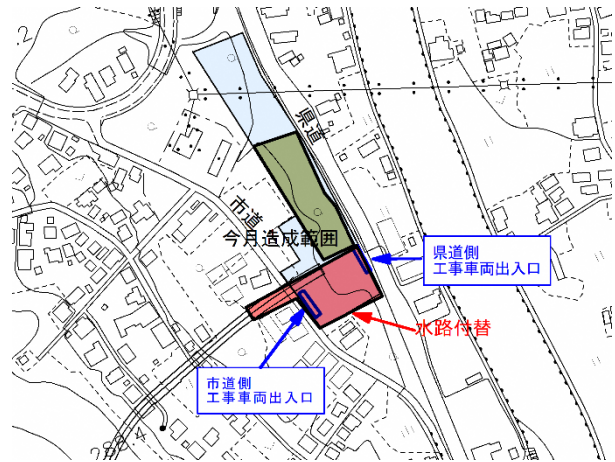 2
県道
市道
今月造成範囲
県道側
工事車両出入口
水路付替
市道側
工事車両出入口